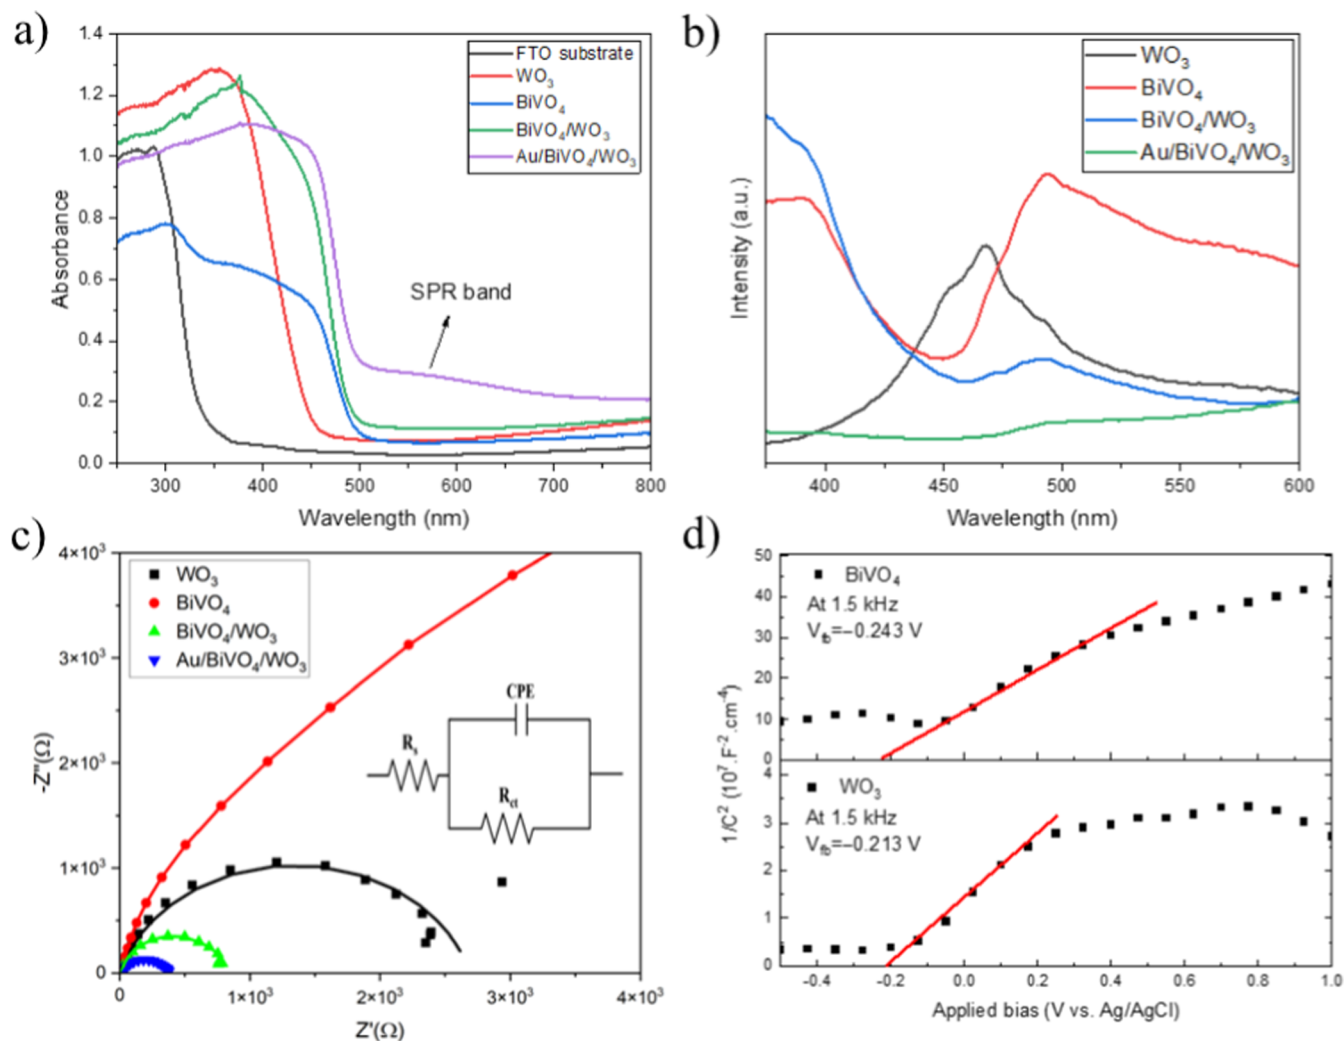 a)
1.4
1.2
1.0
0.8
0.6
0.4
0.2
0.0
Absorbance
FTO substrate
WO₃
BiVO₄
BiVO₄/WO₃
Au/BiVO₄/WO₃
SPR band
300 400 500 600 700 800
Wavelength (nm)
b)
Intensity (a.u.)
WO₃
BiVO₄
BiVO₄/WO₃
Au/BiVO₄/WO₃
400 450 500 550 600
Wavelength (nm)
c)
4×10³
3×10³
2×10³
1×10³
0
-Z''(Ω)
WO₃
BiVO₄
BiVO₄/WO₃
Au/BiVO₄/WO₃
CPE
Rₛ
R_ct
0 1×10³ 2×10³ 3×10³ 4×10³
Z'(Ω)
d)
50
40
30
20
10
0
BiVO₄
At 1.5 kHz
V_fb=−0.243 V
1/C² (10⁷.F⁻².cm⁻⁴)
4
3
2
1
0
WO₃
At 1.5 kHz
V_fb=−0.213 V
−0.4 −0.2 0.0 0.2 0.4 0.6 0.8 1.0
Applied bias (V vs. Ag/AgCl)